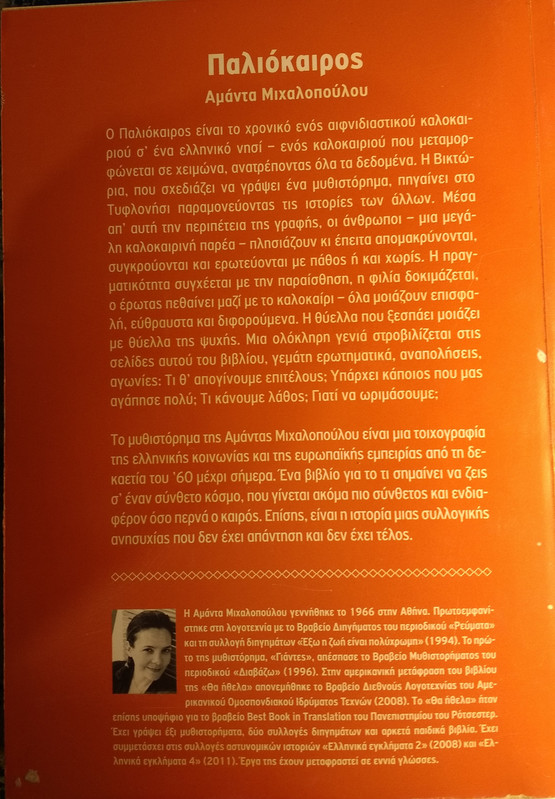 Παλιόκαιρος
Αμάντα Μιχαλοπούλου
Ο Παλιόκαιρος είναι το χρονικό ενός αιφνιδιαστικού καλοκαι-
ριού σ' ένα ελληνικό νησί – ενός καλοκαιριού που μεταμορ-
φώνεται σε χειμώνα, ανατρέποντας όλα τα δεδομένα. Η Βικτώ-
ρια, που σχεδιάζει να γράψει ένα μυθιστόρημα, πηγαίνει στο
Τυφλονήσι παραμονεύοντας τις ιστορίες των άλλων. Μέσα
απ' αυτή την περιπέτεια της γραφής, οι άνθρωποι – μια μεγά-
λη καλοκαιρινή παρέα – πλησιάζουν κι έπειτα απομακρύνονται,
συγκρούονται και ερωτεύονται με πάθος ή και χωρίς. Η πραγ-
ματικότητα συγχέεται με την παραίσθηση, η φιλία δοκιμάζεται,
ο έρωτας πεθαίνει μαζί με το καλοκαίρι – όλα μοιάζουν επισφα-
λή, εύθραυστα και διφορούμενα. Η θύελλα που ξεσπάει μοιάζει
με θύελλα της ψυχής. Μια ολόκληρη γενιά στροβιλίζεται στις
σελίδες αυτού του βιβλίου, γεμάτη ερωτηματικά, αναπολήσεις,
αγωνίες: Τι θ' απογίνουμε επιτέλους; Υπάρχει κάποιος που μας
αγάπησε πολύ; Τι κάνουμε λάθος; Γιατί να ωριμάσουμε;
Το μυθιστόρημα της Αμάντας Μιχαλοπούλου είναι μια τοιχογραφία
της ελληνικής κοινωνίας και της ευρωπαϊκής εμπειρίας από τη δε-
καετία του '60 μέχρι σήμερα. Ένα βιβλίο για το τι σημαίνει να ζεις
σ' έναν σύνθετο κόσμο, που γίνεται ακόμα πιο σύνθετος και ενδια-
φέρον όσο περνά ο καιρός. Επίσης, είναι η ιστορία μιας συλλογικής
ανησυχίας που δεν έχει απάντηση και δεν έχει τέλος.
Η Αμάντα Μιχαλοπούλου γεννήθηκε το 1966 στην Αθήνα. Πρωτοεμφανί-
στηκε στη λογοτεχνία με το Βραβείο Διηγήματος του περιοδικού «Ρεύματα»
και τη συλλογή διηγημάτων «Έξω η ζωή είναι πολύχρωμη» (1994). Το πρώ-
το της μυθιστόρημα, «Γιάντες», απέσπασε το Βραβείο Μυθιστορήματος του
περιοδικού «Διαβάζω» (1996). Στην αμερικανική μετάφραση του βιβλίου
της «Θα ήθελα» απονεμήθηκε το Βραβείο Διεθνούς Λογοτεχνίας του Αμε-
ρικανικού Ομοσπονδιακού Ιδρύματος Τεχνών (2008). Το «Θα ήθελα» ήταν
επίσης υποψήφιο για το βραβείο Best Book in Translation του Πανεπιστημίου του Ρότσεστερ.
Έχει γράψει έξι μυθιστορήματα, δύο συλλογές διηγημάτων και αρκετά παιδικά βιβλία. Έχει
συμμετάσχει στις συλλογές αστυνομικών ιστοριών «Ελληνικά εγκλήματα 2» (2008) και «Ελ-
ληνικά εγκλήματα 4» (2011). Έργα της έχουν μεταφραστεί σε εννιά γλώσσες.